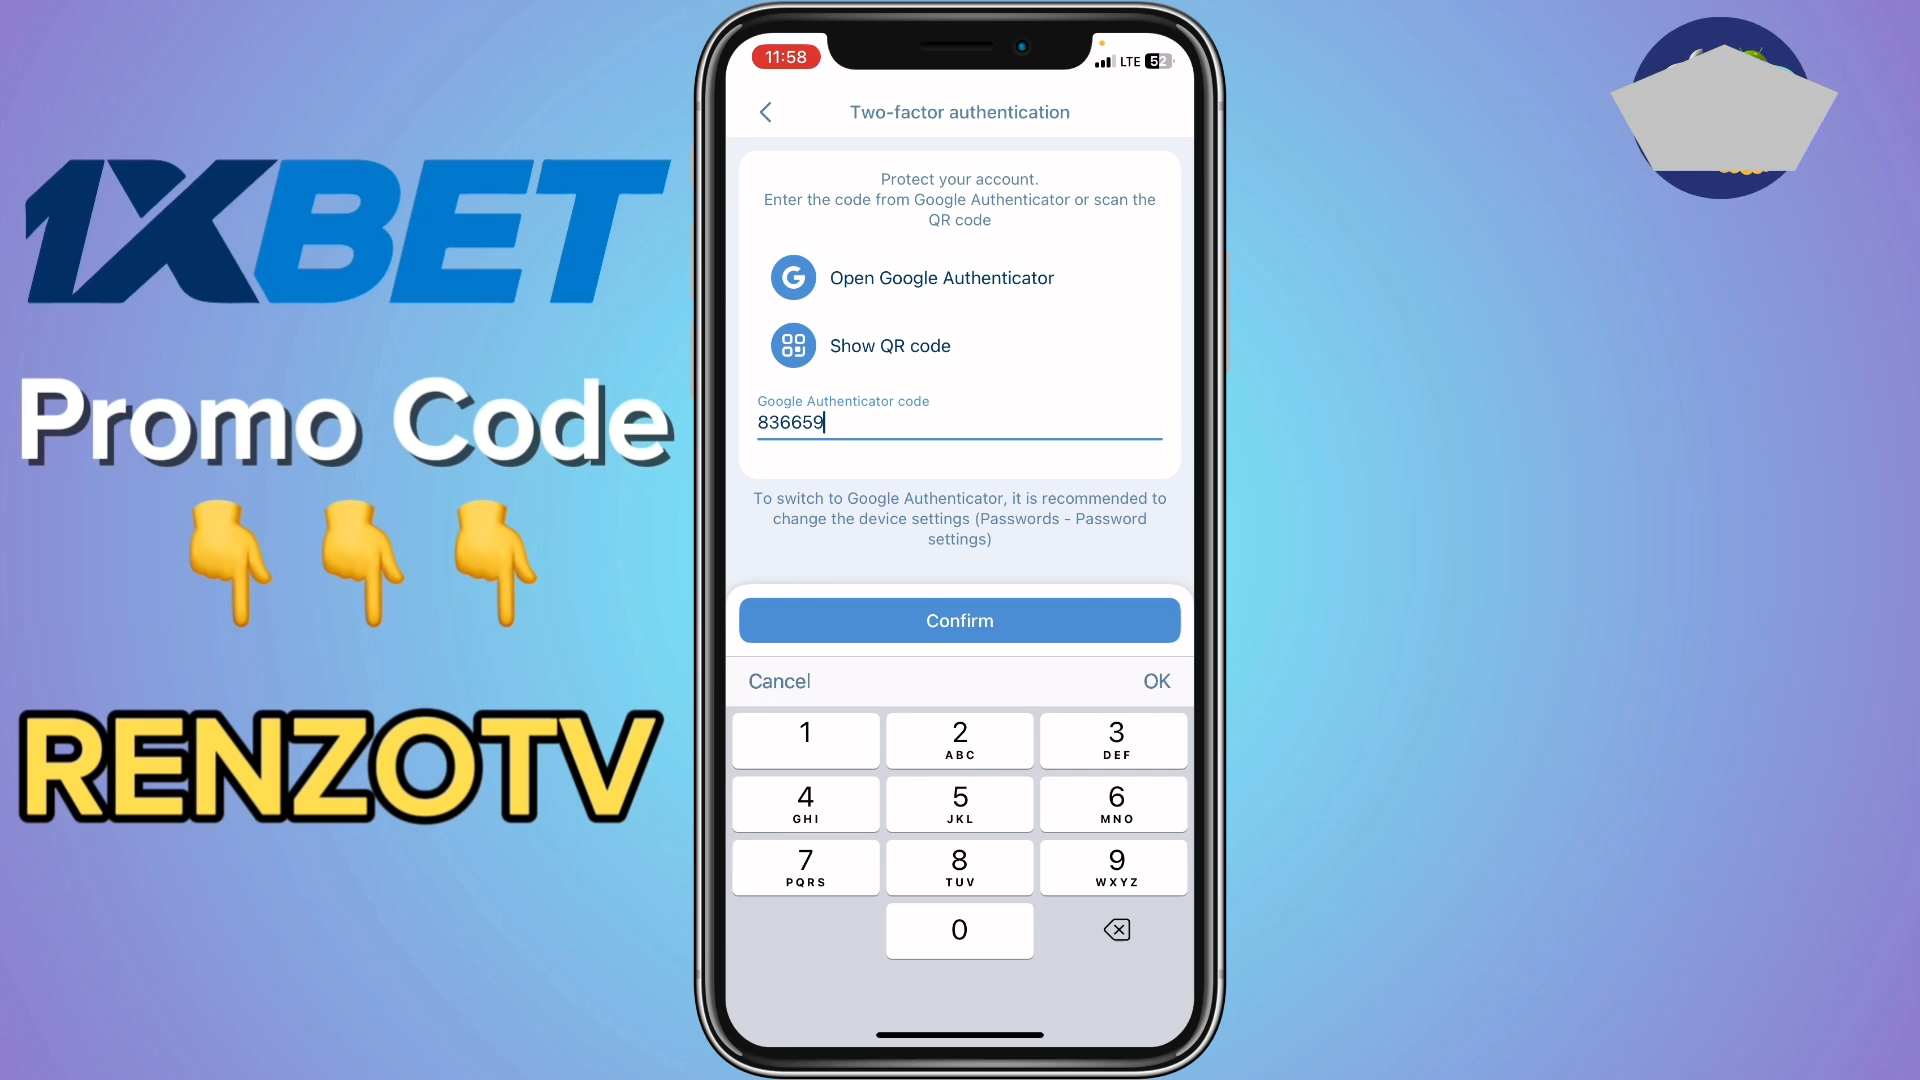 1XBET
Promo Code
RENZOTV
11:58
LTE 52
Two-factor authentication
Protect your account.
Enter the code from Google Authenticator or scan the
QR code
G
Open Google Authenticator
Show QR code
Google Authenticator code
836659
To switch to Google Authenticator, it is recommended to
change the device settings (Passwords - Password
settings)
Confirm
Cancel OK
1 2 3
ABC DEF
4 5 6
GHI JKL MNO
7 8 9
PQRS TUV WXYZ
0